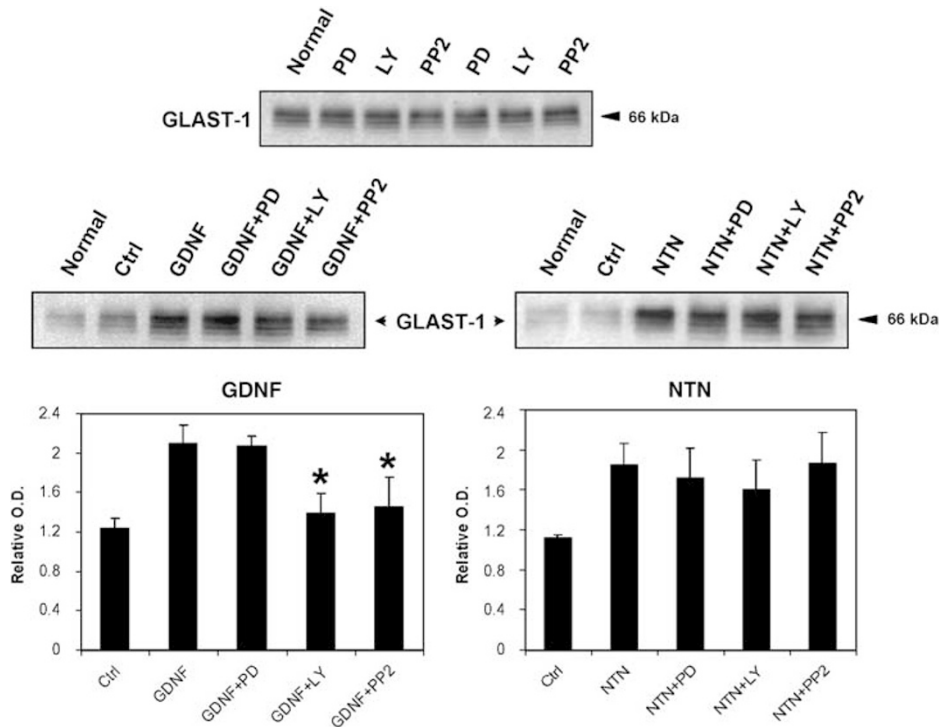 Normal PD LY PP2 PD LY PP2
GLAST-1 66 kDa
Normal Ctrl GDNF GDNF+PD GDNF+LY GDNF+PP2
Normal Ctrl NTN NTN+PD NTN+LY NTN+PP2
GLAST-1 66 kDa
GDNF
2.4
2
1.6
1.2
0.8
0.4
0
Relative O.D.
* *
Ctrl GDNF GDNF+PD GDNF+LY GDNF+PP2
NTN
2.4
2
1.6
1.2
0.8
0.4
0
Relative O.D.
Ctrl NTN NTN+PD NTN+LY NTN+PP2